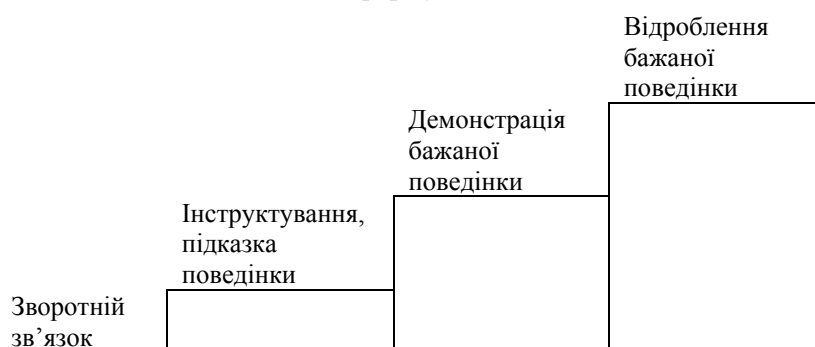 Відроблення
бажаної
поведінки
Демонстрація
бажаної
поведінки
Інструктування,
підказка
поведінки
Зворотній
зв’язок